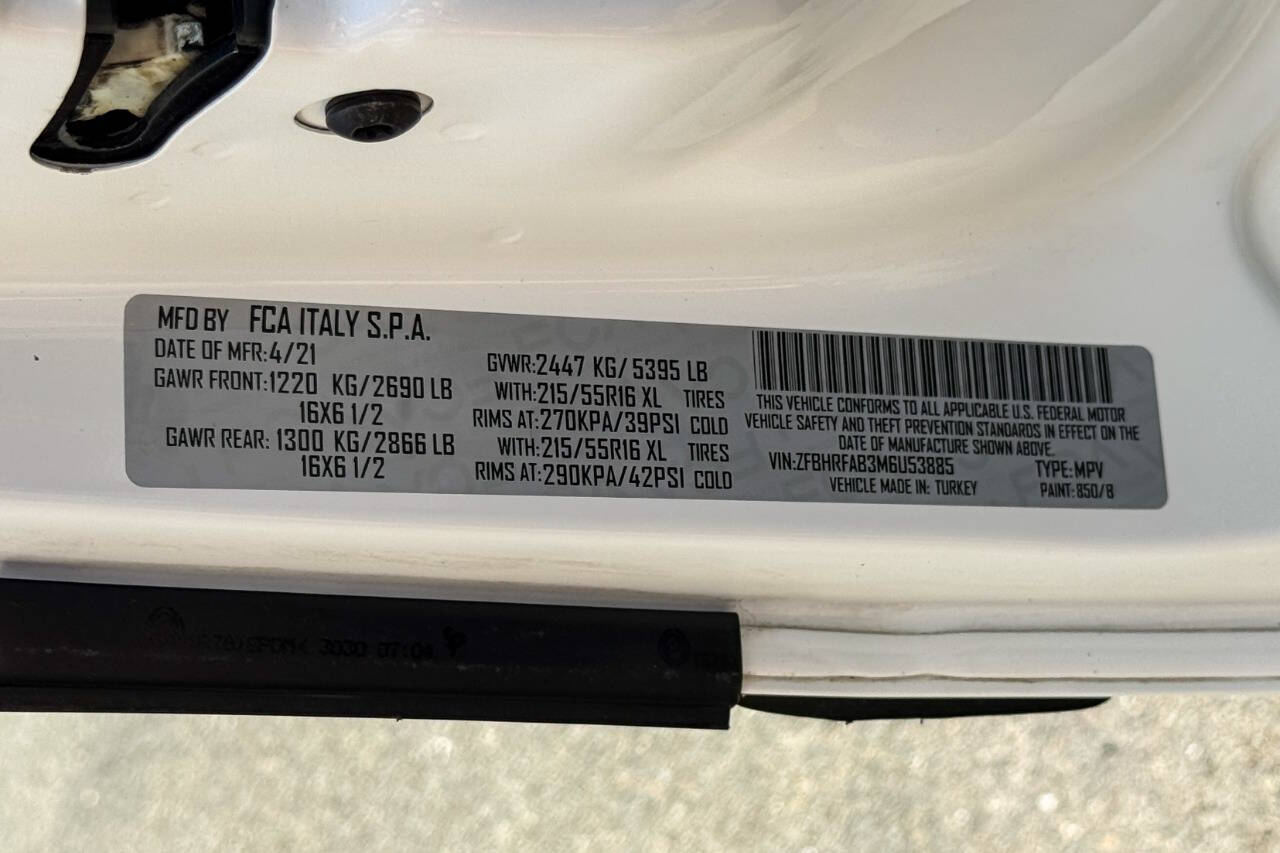 MFD BY FCA ITALY S.P.A.
DATE OF MFR:4/21
GAWR FRONT:1220 KG/2690 LB
16X6 1/2
GAWR REAR: 1300 KG/2866 LB
16X6 1/2
GVWR:2447 KG/5395 LB
WITH:215/55R16 XL TIRES
RIMS AT:270KPA/39PSI COLD
WITH:215/55R16 XL TIRES
RIMS AT:290KPA/42PSI COLD
THIS VEHICLE CONFORMS TO ALL APPLICABLE U.S. FEDERAL MOTOR
VEHICLE SAFETY AND THEFT PREVENTION STANDARDS IN EFFECT ON THE
DATE OF MANUFACTURE SHOWN ABOVE.
VIN:ZFBHRFAB3M6U53885 TYPE:MPV
VEHICLE MADE IN: TURKEY PAINT:850/B
3030 07:04